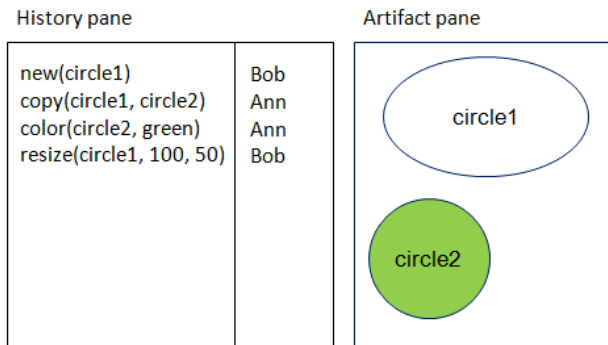 History pane
new(circle1) Bob
copy(circle1, circle2) Ann
color(circle2, green) Ann
resize(circle1, 100, 50) Bob
Artifact pane
circle1
circle2